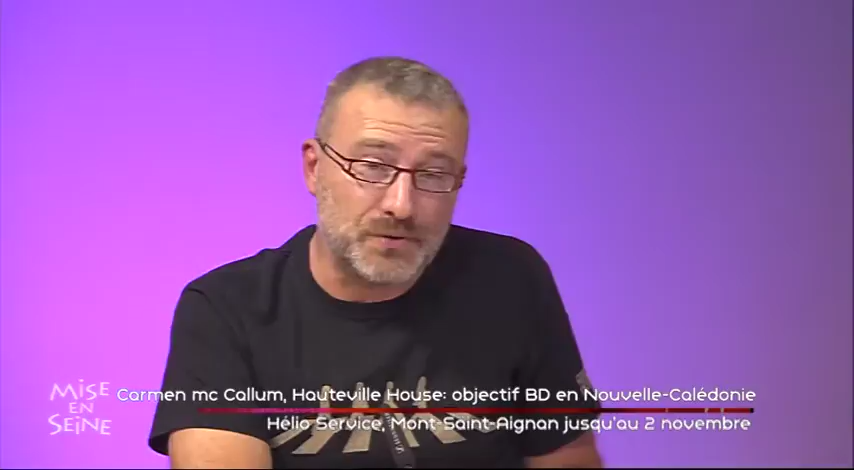 Carmen mc Callum, Hauteville House: objectif BD en Nouvelle-Calédonie
Hélio Service, Mont-Saint-Aignan jusqu'au 2 novembre
MISE
EN
SEINE